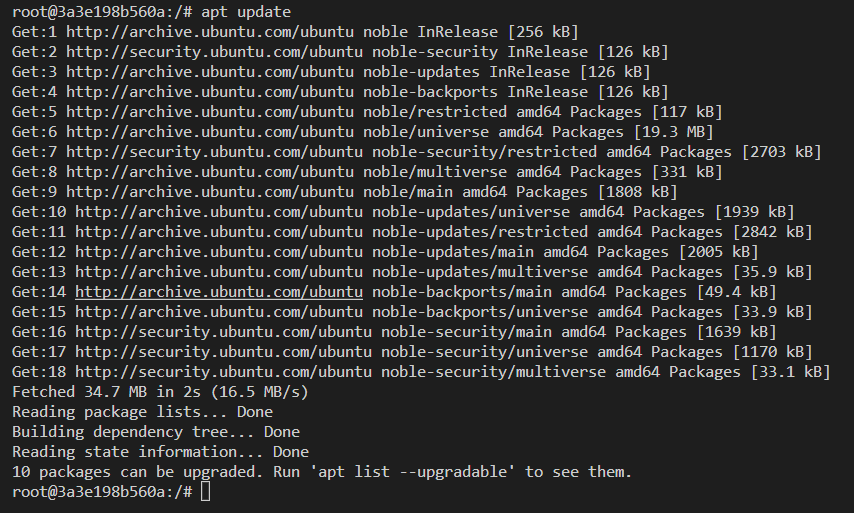 root@3a3e198b560a:/# apt update
Get:1 http://archive.ubuntu.com/ubuntu noble InRelease [256 kB]
Get:2 http://security.ubuntu.com/ubuntu noble-security InRelease [126 kB]
Get:3 http://archive.ubuntu.com/ubuntu noble-updates InRelease [126 kB]
Get:4 http://archive.ubuntu.com/ubuntu noble-backports InRelease [126 kB]
Get:5 http://archive.ubuntu.com/ubuntu noble/restricted amd64 Packages [117 kB]
Get:6 http://archive.ubuntu.com/ubuntu noble/universe amd64 Packages [19.3 MB]
Get:7 http://security.ubuntu.com/ubuntu noble-security/restricted amd64 Packages [2703 kB]
Get:8 http://archive.ubuntu.com/ubuntu noble/multiverse amd64 Packages [331 kB]
Get:9 http://archive.ubuntu.com/ubuntu noble/main amd64 Packages [1808 kB]
Get:10 http://archive.ubuntu.com/ubuntu noble-updates/universe amd64 Packages [1939 kB]
Get:11 http://archive.ubuntu.com/ubuntu noble-updates/restricted amd64 Packages [2842 kB]
Get:12 http://archive.ubuntu.com/ubuntu noble-updates/main amd64 Packages [2005 kB]
Get:13 http://archive.ubuntu.com/ubuntu noble-updates/multiverse amd64 Packages [35.9 kB]
Get:14 http://archive.ubuntu.com/ubuntu noble-backports/main amd64 Packages [49.4 kB]
Get:15 http://archive.ubuntu.com/ubuntu noble-backports/universe amd64 Packages [33.9 kB]
Get:16 http://security.ubuntu.com/ubuntu noble-security/main amd64 Packages [1639 kB]
Get:17 http://security.ubuntu.com/ubuntu noble-security/universe amd64 Packages [1170 kB]
Get:18 http://security.ubuntu.com/ubuntu noble-security/multiverse amd64 Packages [33.1 kB]
Fetched 34.7 MB in 2s (16.5 MB/s)
Reading package lists... Done
Building dependency tree... Done
Reading state information... Done
10 packages can be upgraded. Run 'apt list --upgradable' to see them.
root@3a3e198b560a:/#